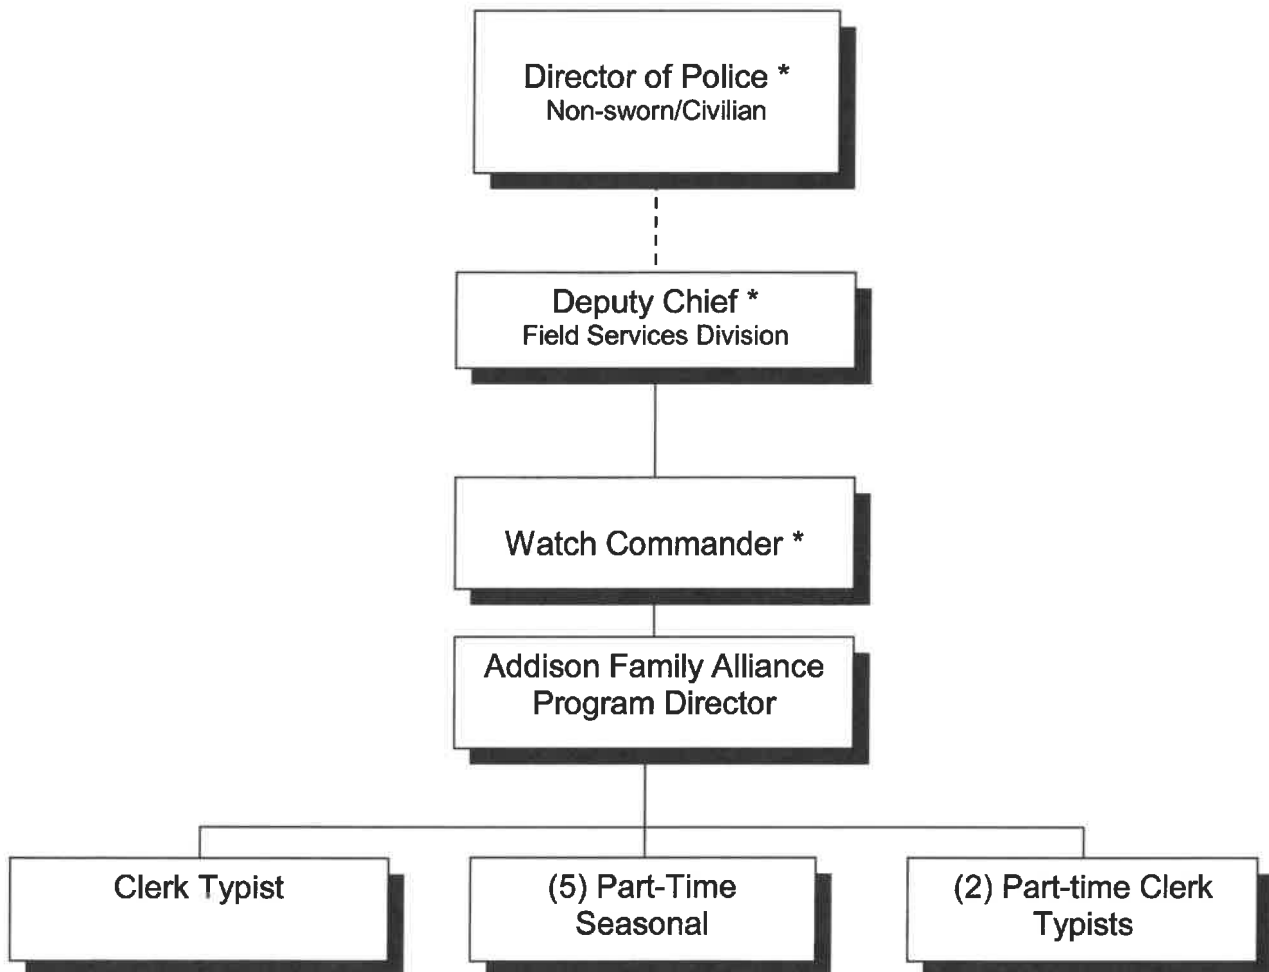 Director of Police *
Non-sworn/Civilian
Deputy Chief *
Field Services Division
Watch Commander *
Addison Family Alliance
Program Director
Clerk Typist
(5) Part-Time
Seasonal
(2) Part-time Clerk
Typists